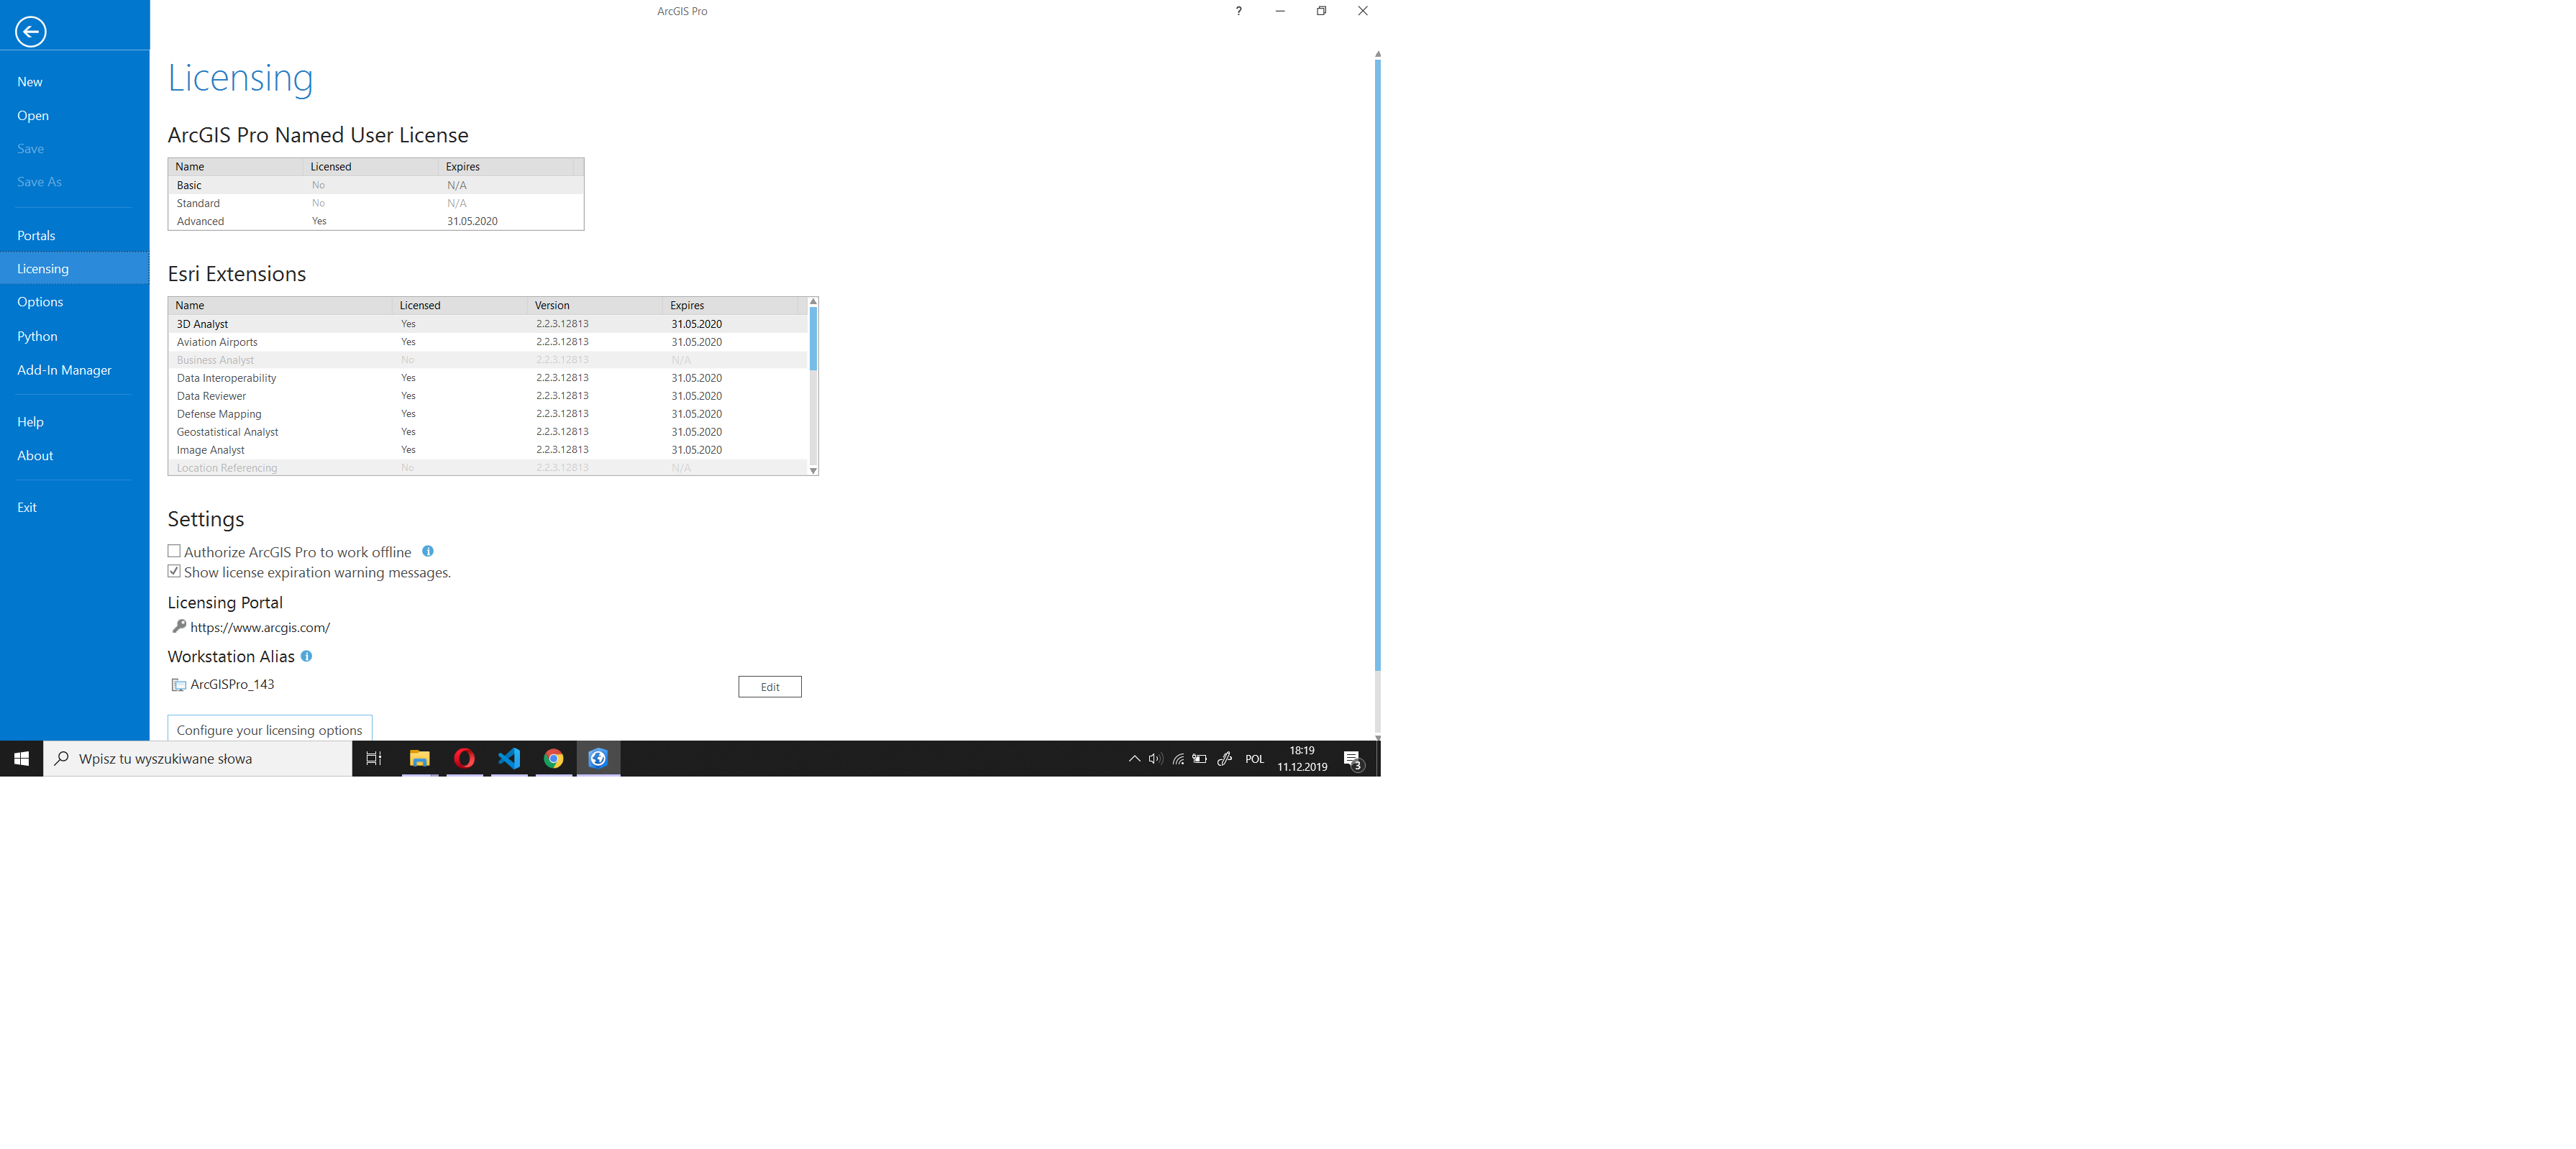 ArcGIS Pro
?
Licensing
New
Open
Save
Save As
Portals
Licensing
Options
Python
Add-In Manager
Help
About
Exit
ArcGIS Pro Named User License
Name Licensed Expires
Basic No N/A
Standard No N/A
Advanced Yes 31.05.2020
Esri Extensions
Name Licensed Version Expires
3D Analyst Yes 2.2.3.12813 31.05.2020
Aviation Airports Yes 2.2.3.12813 31.05.2020
Business Analyst No 2.2.3.12813 N/A
Data Interoperability Yes 2.2.3.12813 31.05.2020
Data Reviewer Yes 2.2.3.12813 31.05.2020
Defense Mapping Yes 2.2.3.12813 31.05.2020
Geostatistical Analyst Yes 2.2.3.12813 31.05.2020
Image Analyst Yes 2.2.3.12813 31.05.2020
Location Referencing No 2.2.3.12813 N/A
Settings
Authorize ArcGIS Pro to work offline
Show license expiration warning messages.
Licensing Portal
https://www.arcgis.com/
Workstation Alias
ArcGISPro_143
Edit
Configure your licensing options
Wpisz tu wyszukiwane słowa
POL
18:19
11.12.2019
3